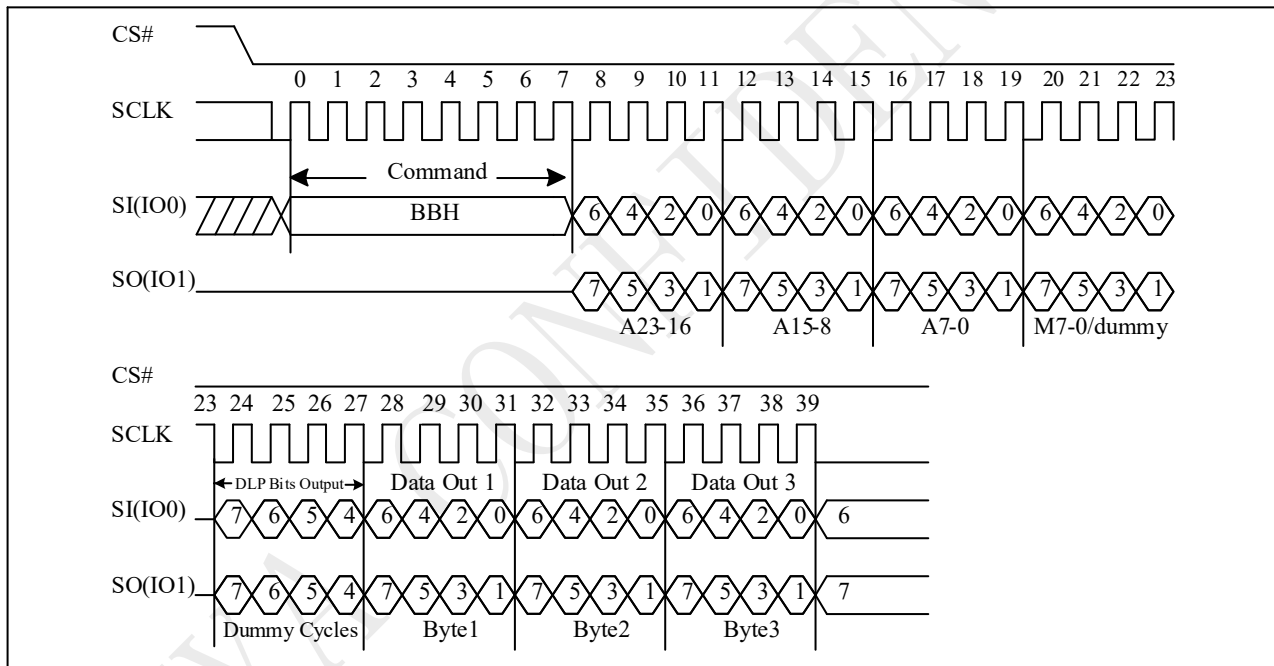 CS#
0 1 2 3 4 5 6 7 8 9 10 11 12 13 14 15 16 17 18 19 20 21 22 23
SCLK
Command
SI(IO0) BBH 6 4 2 0 6 4 2 0 6 4 2 0 6 4 2 0
SO(IO1) 7 5 3 1 7 5 3 1 7 5 3 1 7 5 3 1
A23-16 A15-8 A7-0 M7-0/dummy
CS#
23 24 25 26 27 28 29 30 31 32 33 34 35 36 37 38 39
SCLK
DLP Bits Output Data Out 1 Data Out 2 Data Out 3
SI(IO0) 7 6 5 4 6 4 2 0 6 4 2 0 6 4 2 0 6
SO(IO1) 7 6 5 4 7 5 3 1 7 5 3 1 7 5 3 1 7
Dummy Cycles Byte1 Byte2 Byte3